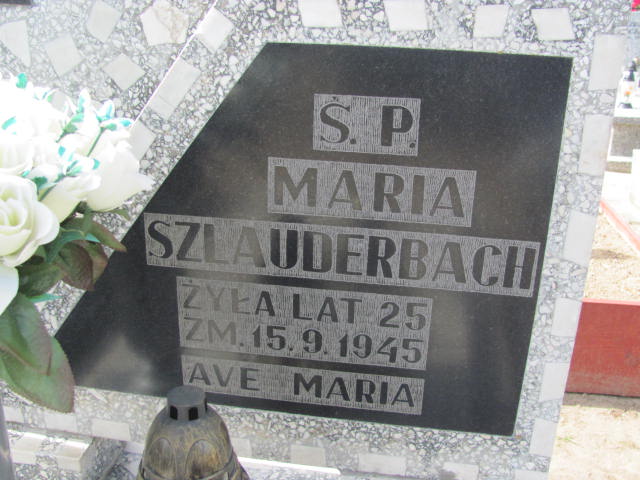 Ś. P.
MARIA
SZLAUDERBACH
ŻYŁA LAT 25
ZM. 15.9.1945
AVE MARIA